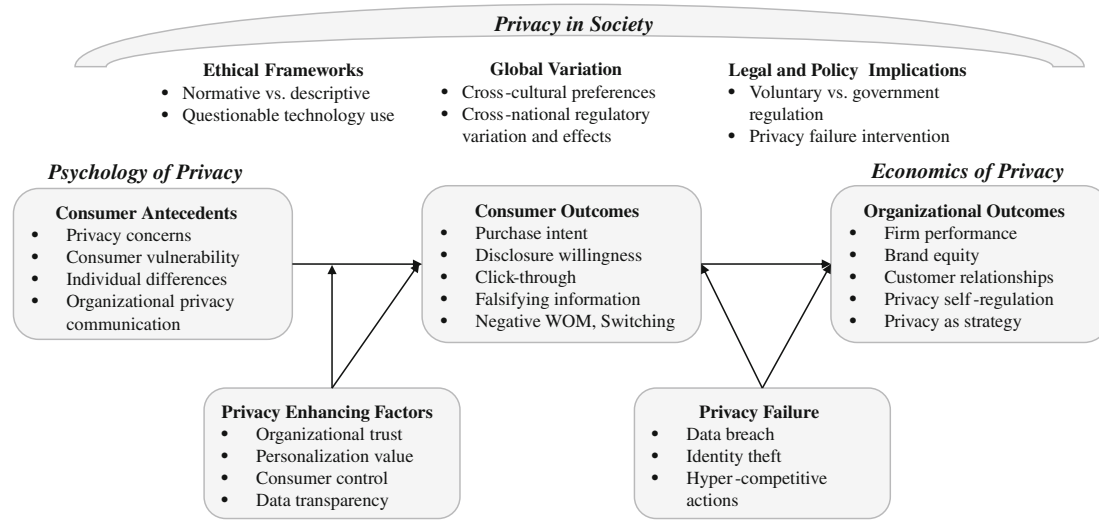 Privacy in Society
Ethical Frameworks
• Normative vs. descriptive
• Questionable technology use
Global Variation
• Cross-cultural preferences
• Cross-national regulatory
variation and effects
Legal and Policy Implications
• Voluntary vs. government
regulation
• Privacy failure intervention
Psychology of Privacy
Consumer Antecedents
• Privacy concerns
• Consumer vulnerability
• Individual differences
• Organizational privacy
communication
Consumer Outcomes
• Purchase intent
• Disclosure willingness
• Click-through
• Falsifying information
• Negative WOM, Switching
Economics of Privacy
Organizational Outcomes
• Firm performance
• Brand equity
• Customer relationships
• Privacy self-regulation
• Privacy as strategy
Privacy Enhancing Factors
• Organizational trust
• Personalization value
• Consumer control
• Data transparency
Privacy Failure
• Data breach
• Identity theft
• Hyper-competitive
actions